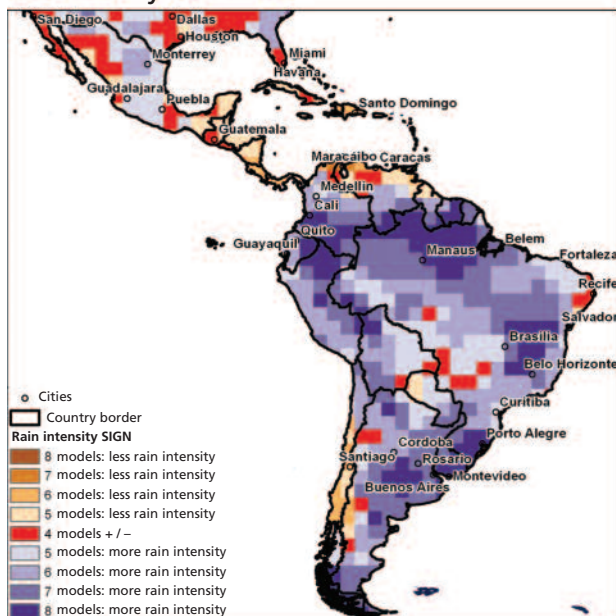 San Diego
Dallas
Houston
Monterrey
Miami
Havana
Guadalajara
Puebla
Santo Domingo
Guatemala
Maracáibo
Caracas
Medellin
Cali
Quito
Guayaquil
Manaus
Belem
Fortaleza
Recife
Salvador
Brasília
Belo Horizonte
Curitiba
Porto Alegre
Cordoba
Santiago
Rosario
Buenos Aires
Montevideo
Cities
Country border
Rain intensity SIGN
8 models: less rain intensity
7 models: less rain intensity
6 models: less rain intensity
5 models: less rain intensity
4 models + / –
5 models: more rain intensity
6 models: more rain intensity
7 models: more rain intensity
8 models: more rain intensity